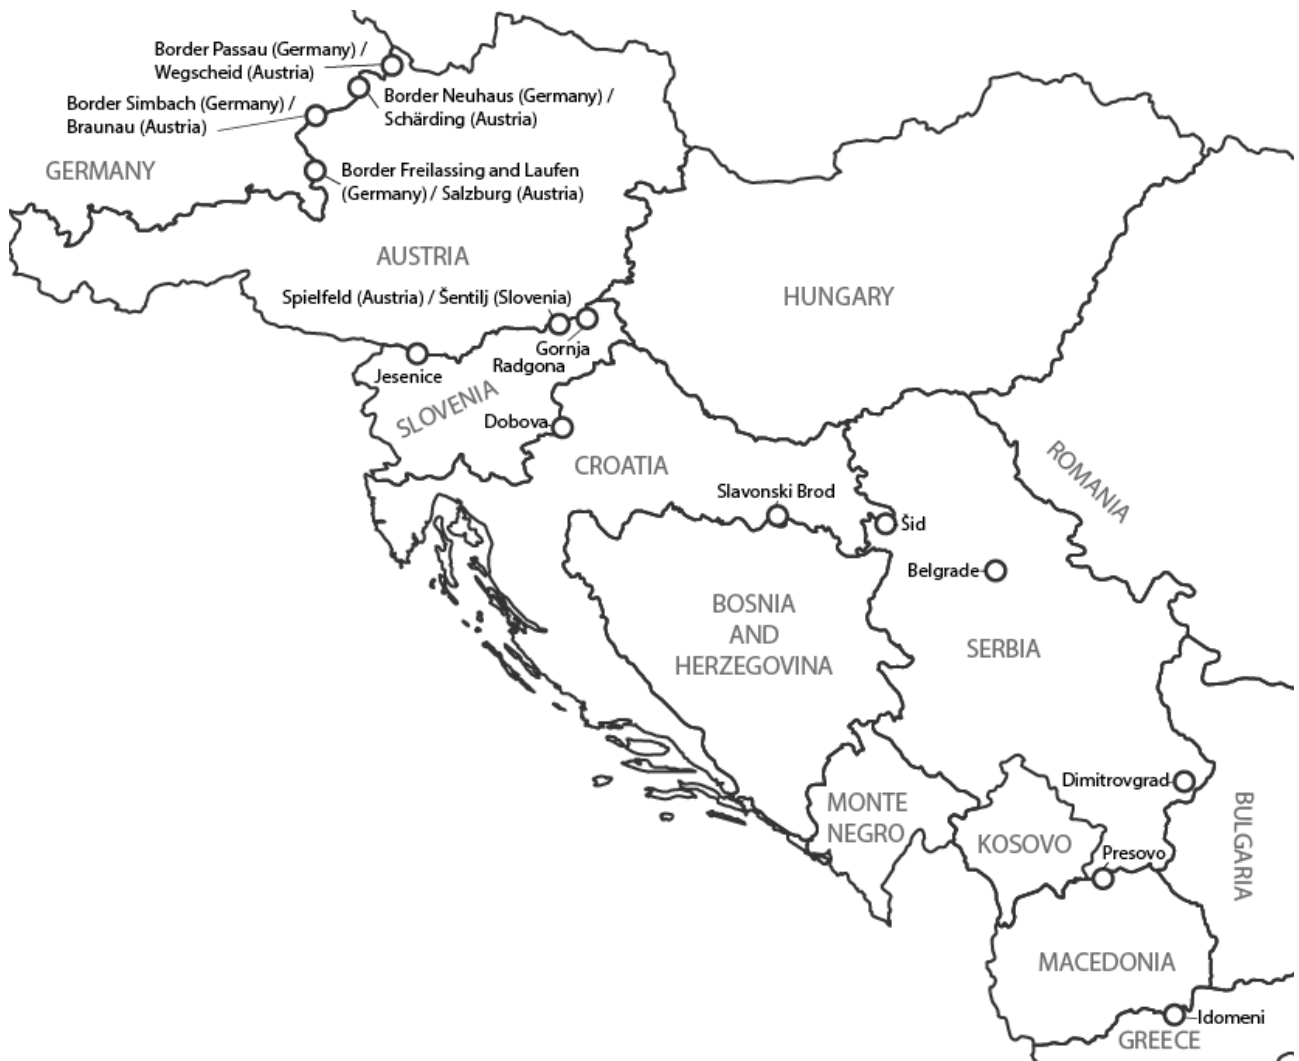 Border Passau (Germany) /
Wegscheid (Austria)
Border Simbach (Germany) /
Braunau (Austria)
Border Neuhaus (Germany) /
Schärding (Austria)
GERMANY
Border Freilassing and Laufen
(Germany) / Salzburg (Austria)
AUSTRIA
Spielfeld (Austria) / Šentilj (Slovenia)
HUNGARY
Gornja
Radgona
Jesenice
SLOVENIA
Dobova
CROATIA
ROMANIA
Slavonski Brod
Šid
Belgrade
BOSNIA
AND
HERZEGOVINA
SERBIA
Dimitrovgrad
MONTE
NEGRO
KOSOVO
BULGARIA
Presovo
MACEDONIA
Idomeni
GREECE